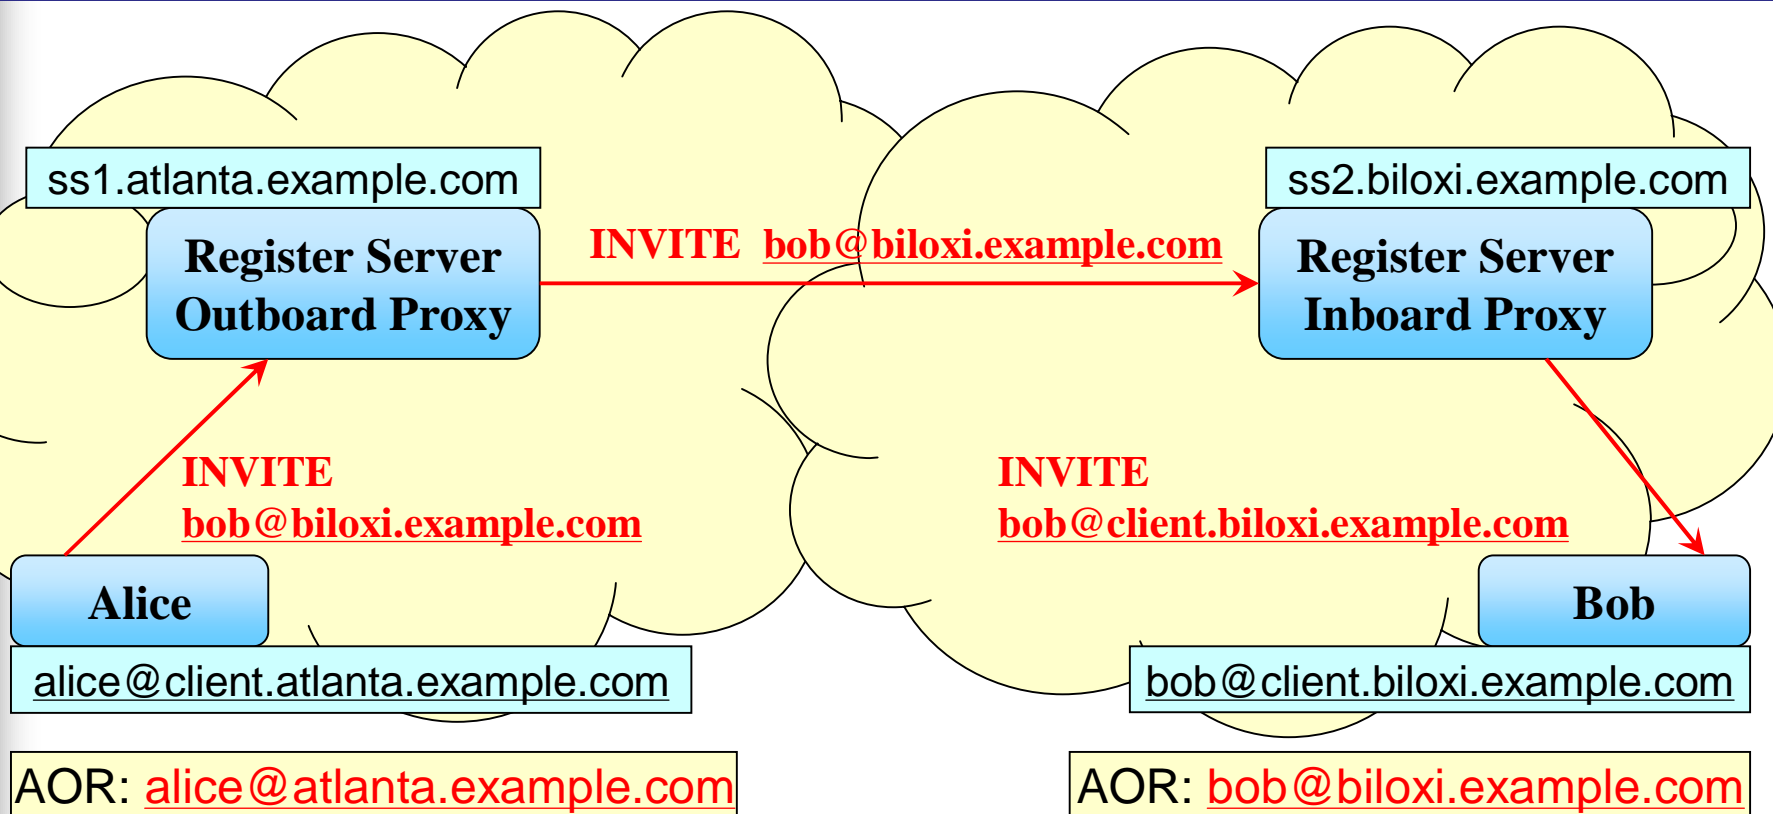 ss1.atlanta.example.com
ss2.biloxi.example.com
Register Server
Outboard Proxy
INVITE bob@biloxi.example.com
Register Server
Inboard Proxy
INVITE
bob@biloxi.example.com
INVITE
bob@client.biloxi.example.com
Alice
Bob
alice@client.atlanta.example.com
bob@client.biloxi.example.com
AOR: alice@atlanta.example.com
AOR: bob@biloxi.example.com